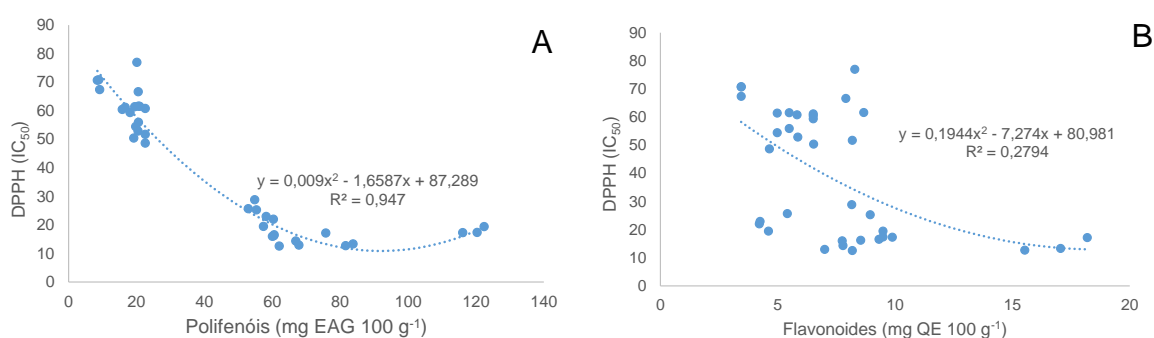 A
DPPH (IC₅₀)
90
80
70
60
50
40
30
20
10
0
y = 0,009x² - 1,6587x + 87,289
R² = 0,947
0 20 40 60 80 100 120 140
Polifenóis (mg EAG 100 g⁻¹)
B
DPPH (IC₅₀)
90
80
70
60
50
40
30
20
10
0
y = 0,1944x² - 7,274x + 80,981
R² = 0,2794
0 5 10 15 20
Flavonoides (mg QE 100 g⁻¹)